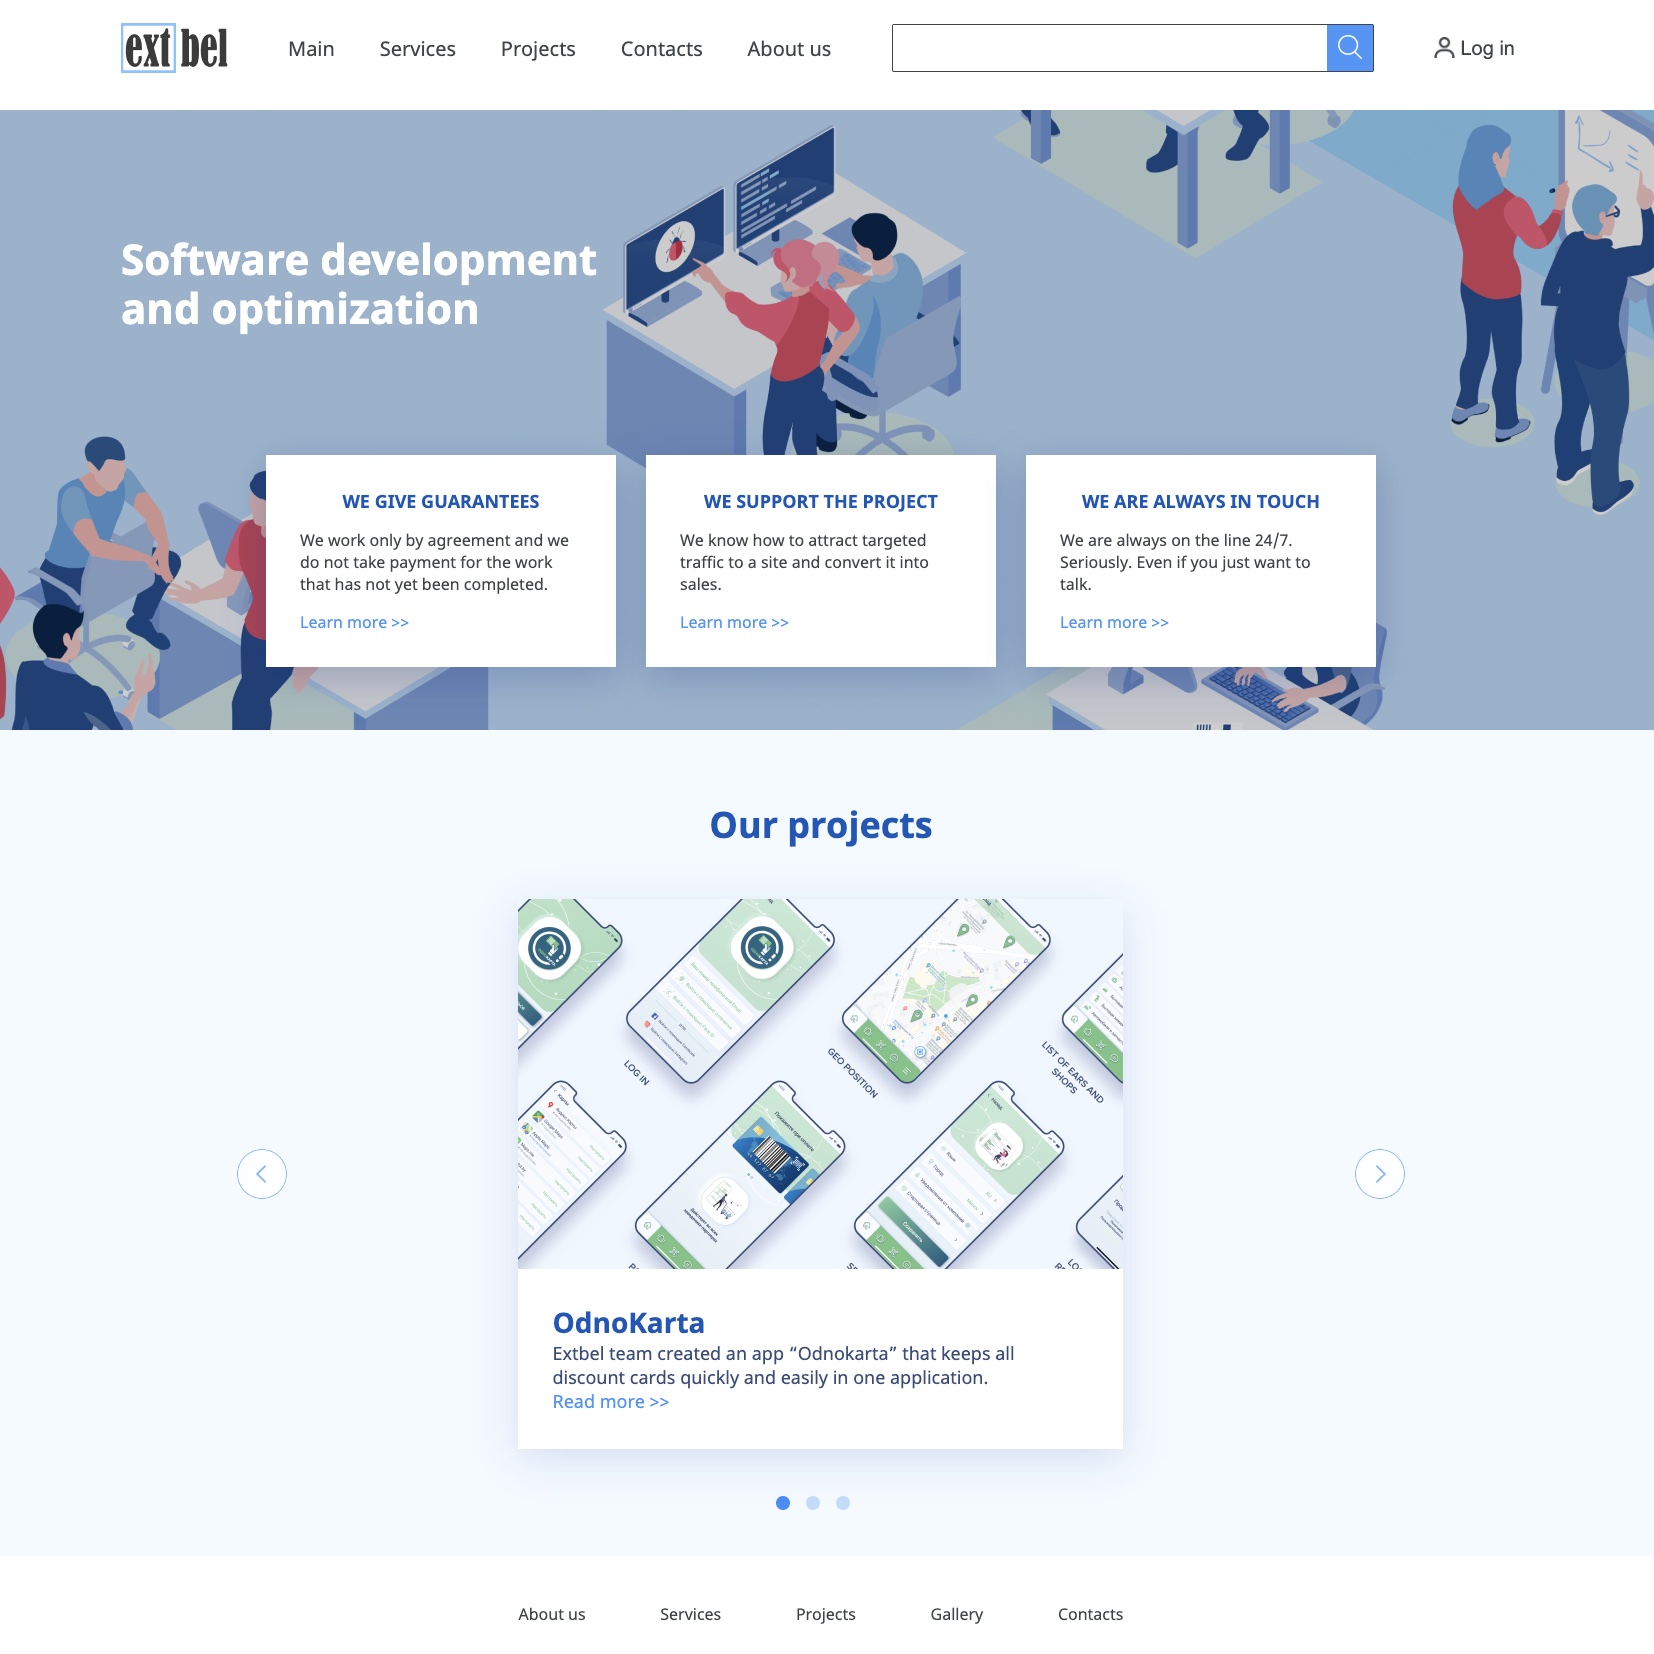 ext bel
Main
Services
Projects
Contacts
About us
Log in
Software development
and optimization
WE GIVE GUARANTEES
We work only by agreement and we
do not take payment for the work
that has not yet been completed.
Learn more >>
WE SUPPORT THE PROJECT
We know how to attract targeted
traffic to a site and convert it into
sales.
Learn more >>
WE ARE ALWAYS IN TOUCH
We are always on the line 24/7.
Seriously. Even if you just want to
talk.
Learn more >>
Our projects
LOG IN
GEO POSITION
LIST OF EARS AND
SHOPS
OdnoKarta
Extbel team created an app “Odnokarta” that keeps all
discount cards quickly and easily in one application.
Read more >>
About us
Services
Projects
Gallery
Contacts